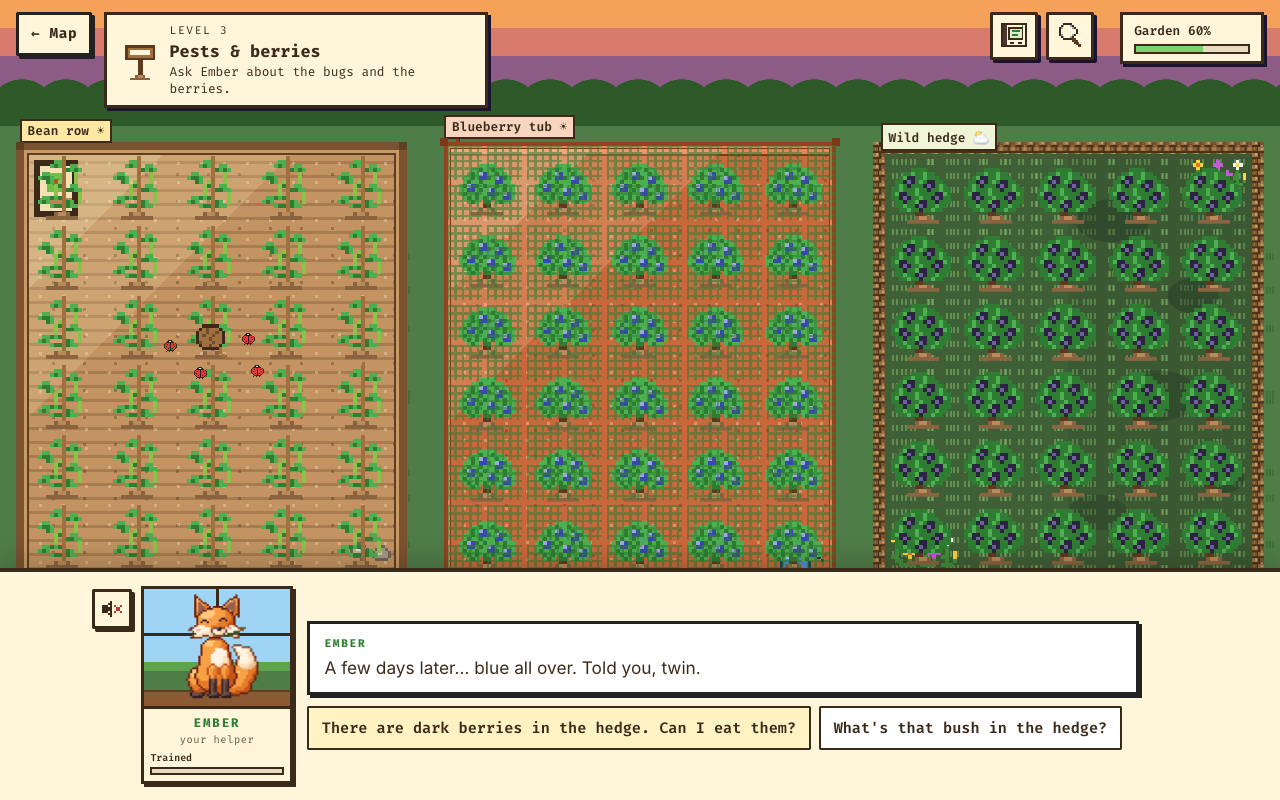 ← Map
LEVEL 3
Pests & berries
Ask Ember about the bugs and the
berries.
Garden 60%
Bean row ☀
Blueberry tub ☀
Wild hedge ⛅
EMBER
A few days later… blue all over. Told you, twin.
EMBER
your helper
Trained
There are dark berries in the hedge. Can I eat them?
What's that bush in the hedge?